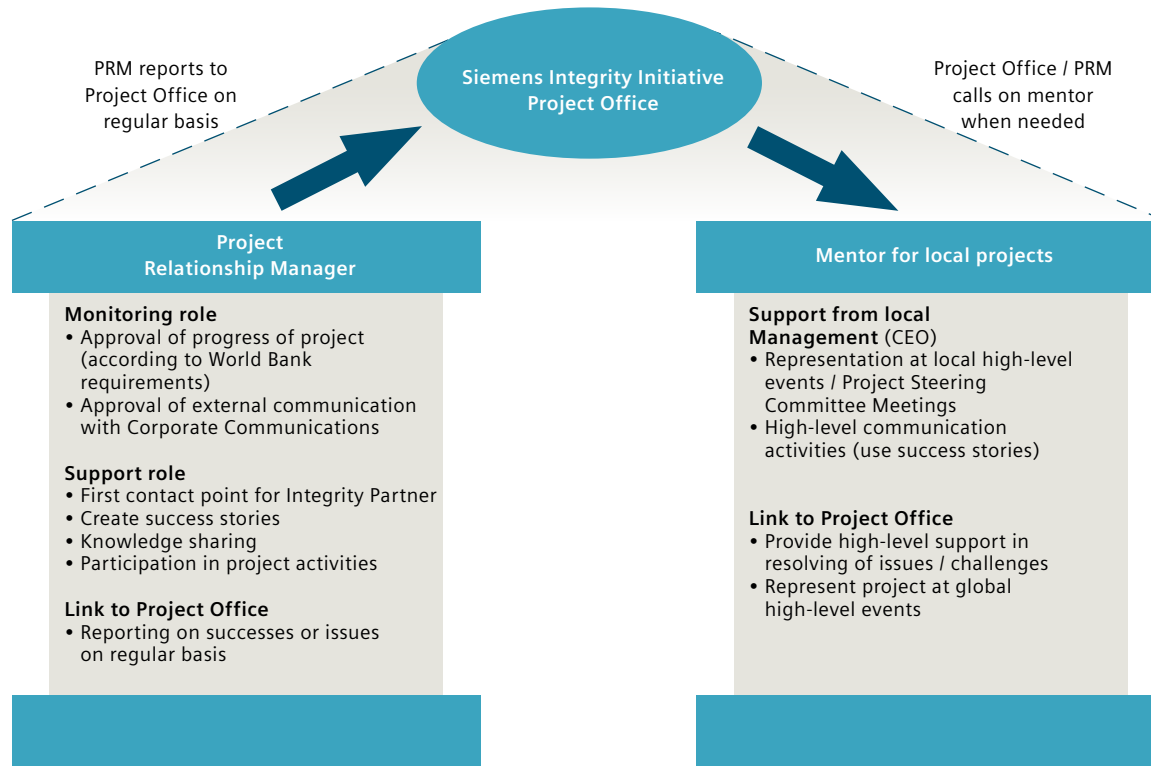 PRM reports to
Project Office on
regular basis
Siemens Integrity Initiative
Project Office
Project Office / PRM
calls on mentor
when needed
Project
Relationship Manager
Monitoring role
• Approval of progress of project
(according to World Bank
requirements)
• Approval of external communication
with Corporate Communications
Support role
• First contact point for Integrity Partner
• Create success stories
• Knowledge sharing
• Participation in project activities
Link to Project Office
• Reporting on successes or issues
on regular basis
Mentor for local projects
Support from local
Management (CEO)
• Representation at local high-level
events / Project Steering
Committee Meetings
• High-level communication
activities (use success stories)
Link to Project Office
• Provide high-level support in
resolving of issues / challenges
• Represent project at global
high-level events